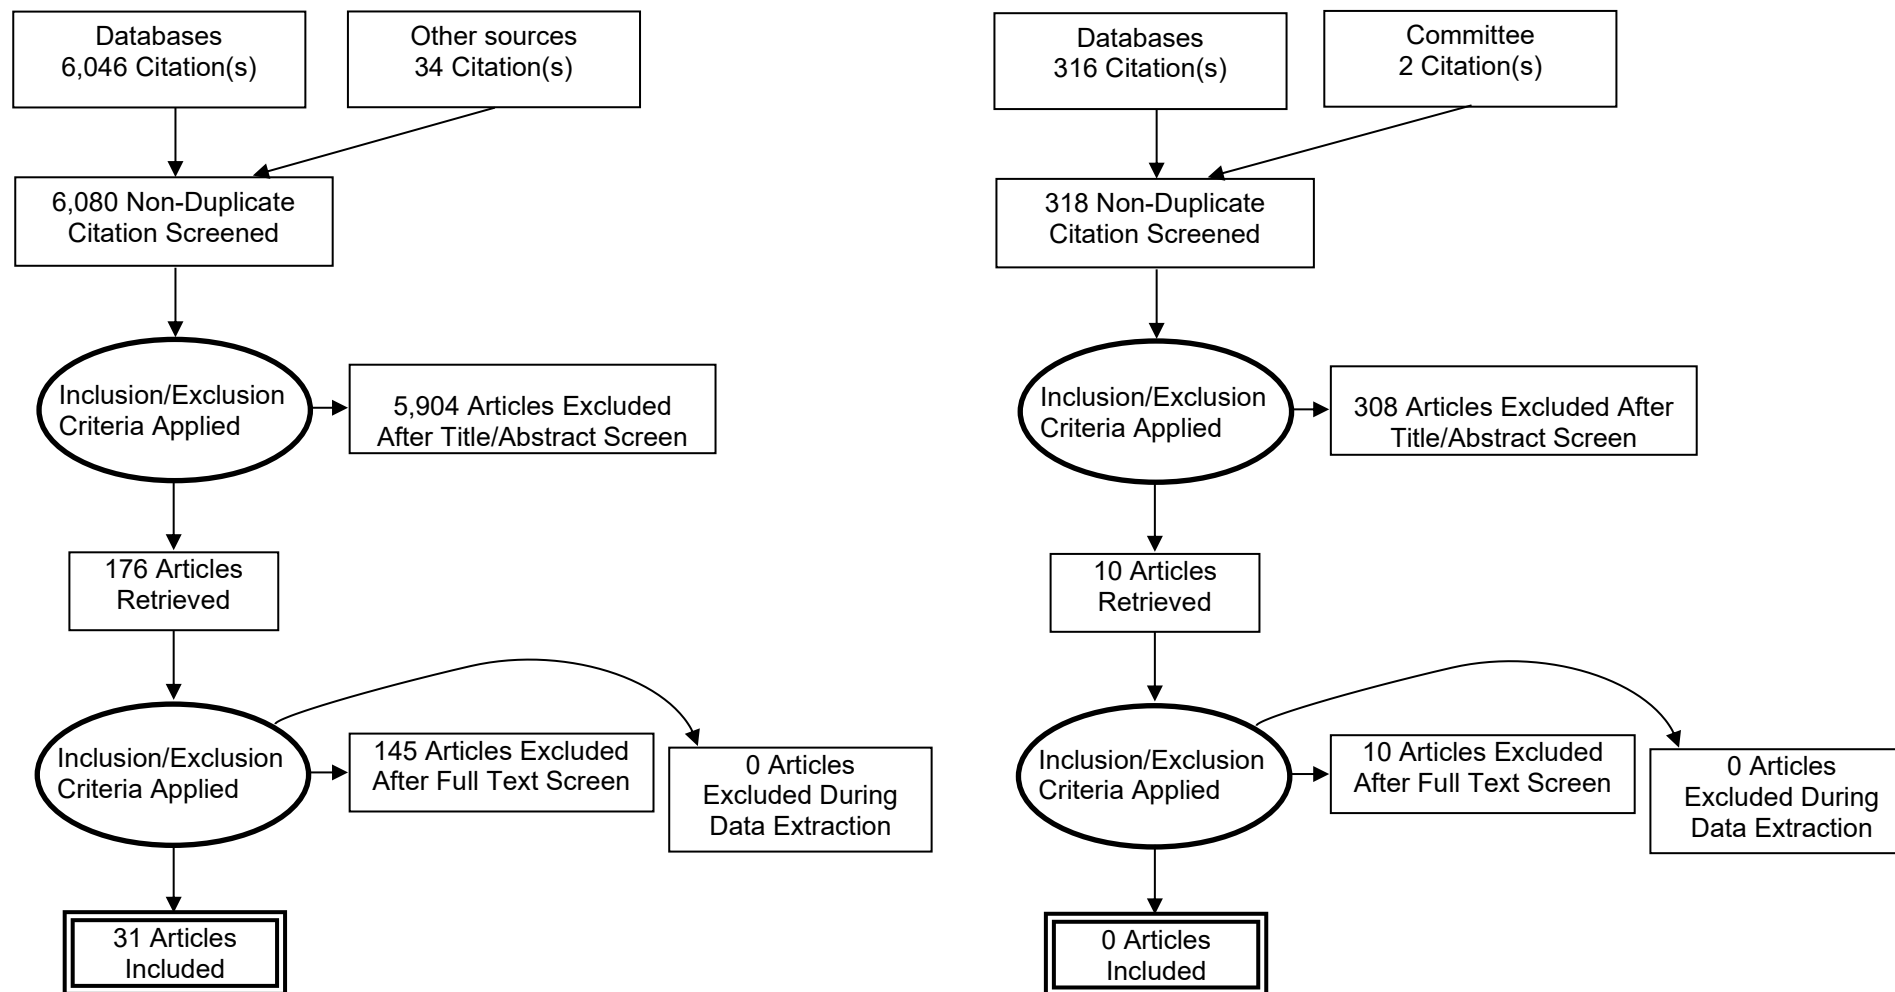 Databases
6,046 Citation(s)
Other sources
34 Citation(s)
6,080 Non-Duplicate
Citation Screened
Inclusion/Exclusion
Criteria Applied
5,904 Articles Excluded
After Title/Abstract Screen
176 Articles
Retrieved
Inclusion/Exclusion
Criteria Applied
145 Articles Excluded
After Full Text Screen
0 Articles
Excluded During
Data Extraction
31 Articles
Included
Databases
316 Citation(s)
Committee
2 Citation(s)
318 Non-Duplicate
Citation Screened
Inclusion/Exclusion
Criteria Applied
308 Articles Excluded After
Title/Abstract Screen
10 Articles
Retrieved
Inclusion/Exclusion
Criteria Applied
10 Articles Excluded
After Full Text Screen
0 Articles
Excluded During
Data Extraction
0 Articles
Included